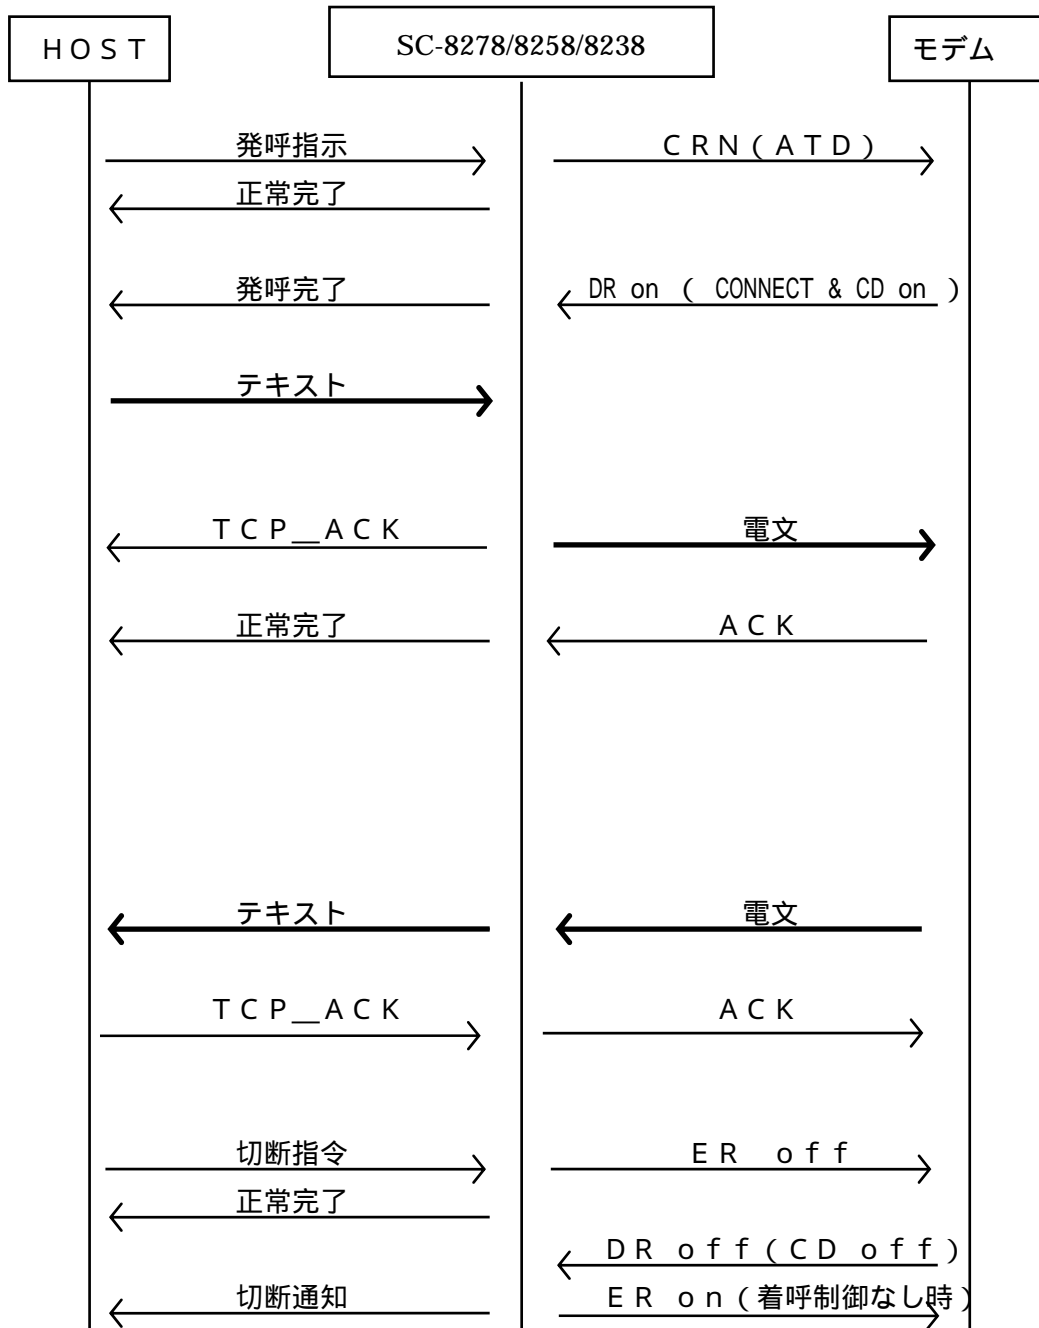 ＨＯＳＴ
SC-8278/8258/8238
モデム
発呼指示
ＣＲＮ（ＡＴＤ）
正常完了
発呼完了
DR on （ CONNECT & CD on ）
テキスト
ＴＣＰ＿ＡＣＫ
電文
正常完了
ＡＣＫ
テキスト
電文
ＴＣＰ＿ＡＣＫ
ＡＣＫ
切断指令
ＥＲ　ｏｆｆ
正常完了
ＤＲ ｏｆｆ（ＣＤ ｏｆｆ）
切断通知
ＥＲ ｏｎ（着呼制御なし時）